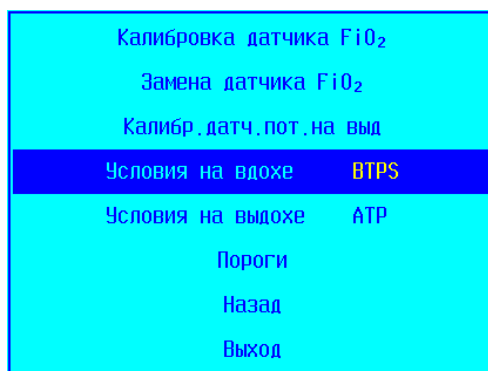 Калибровка датчика FiO₂
Замена датчика FiO₂
Калибр.датч.пот.на выд
Условия на вдохе BTPS
Условия на выдохе ATP
Пороги
Назад
Выход